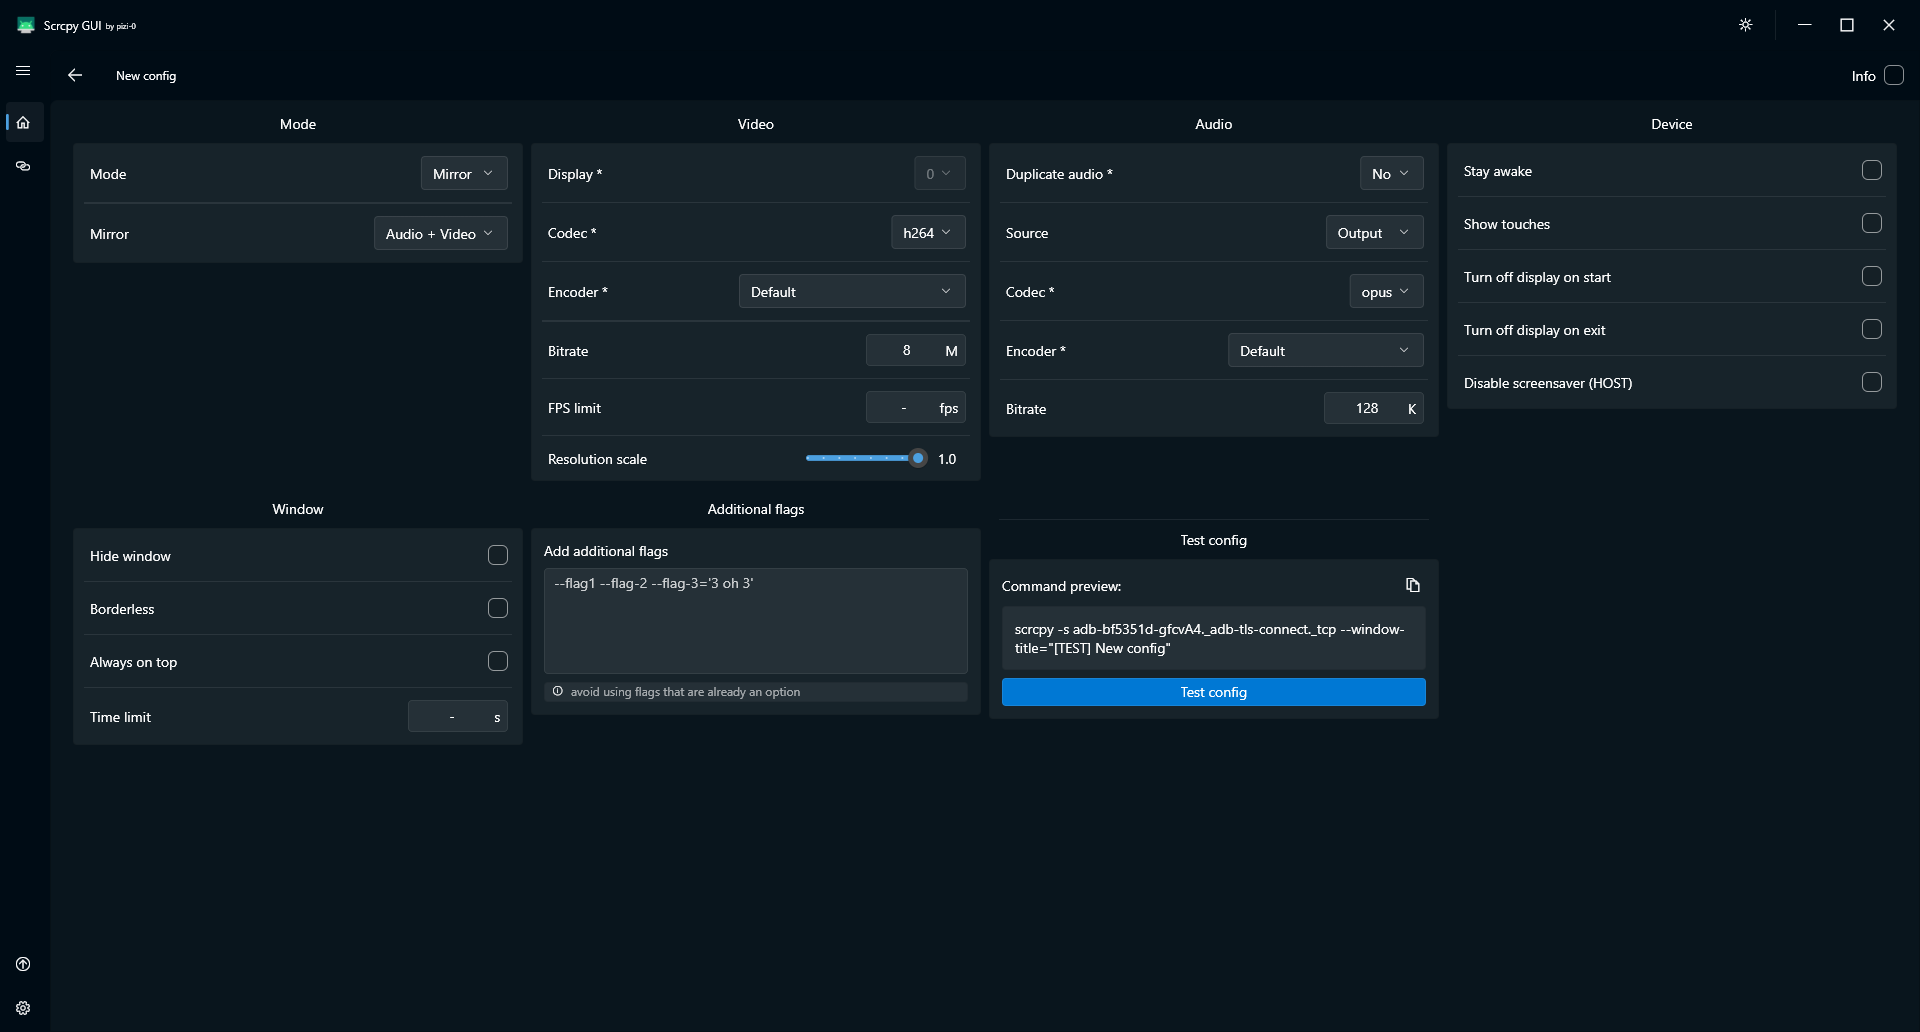 Scrcpy GUI by pizi-0
New config
Info
Mode
Mode
Mirror
Mirror
Audio + Video
Video
Display *
0
Codec *
h264
Encoder *
Default
Bitrate
8 M
FPS limit
- fps
Resolution scale
1.0
Audio
Duplicate audio *
No
Source
Output
Codec *
opus
Encoder *
Default
Bitrate
128 K
Device
Stay awake
Show touches
Turn off display on start
Turn off display on exit
Disable screensaver (HOST)
Window
Hide window
Borderless
Always on top
Time limit
- s
Additional flags
Add additional flags
--flag1 --flag-2 --flag-3='3 oh 3'
avoid using flags that are already an option
Test config
Command preview:
scrcpy -s adb-bf5351d-gfcvA4._adb-tls-connect._tcp --window-
title="[TEST] New config"
Test config